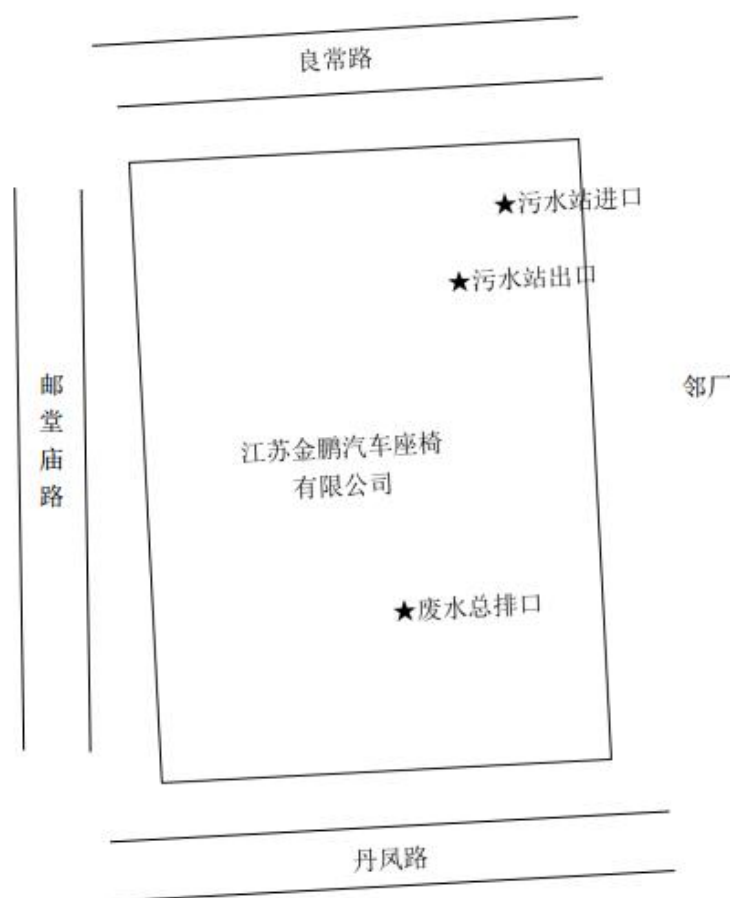 良常路
★污水站进口
★污水站出口
邮堂庙路
邻厂
江苏金鹏汽车座椅
有限公司
★废水总排口
丹凤路